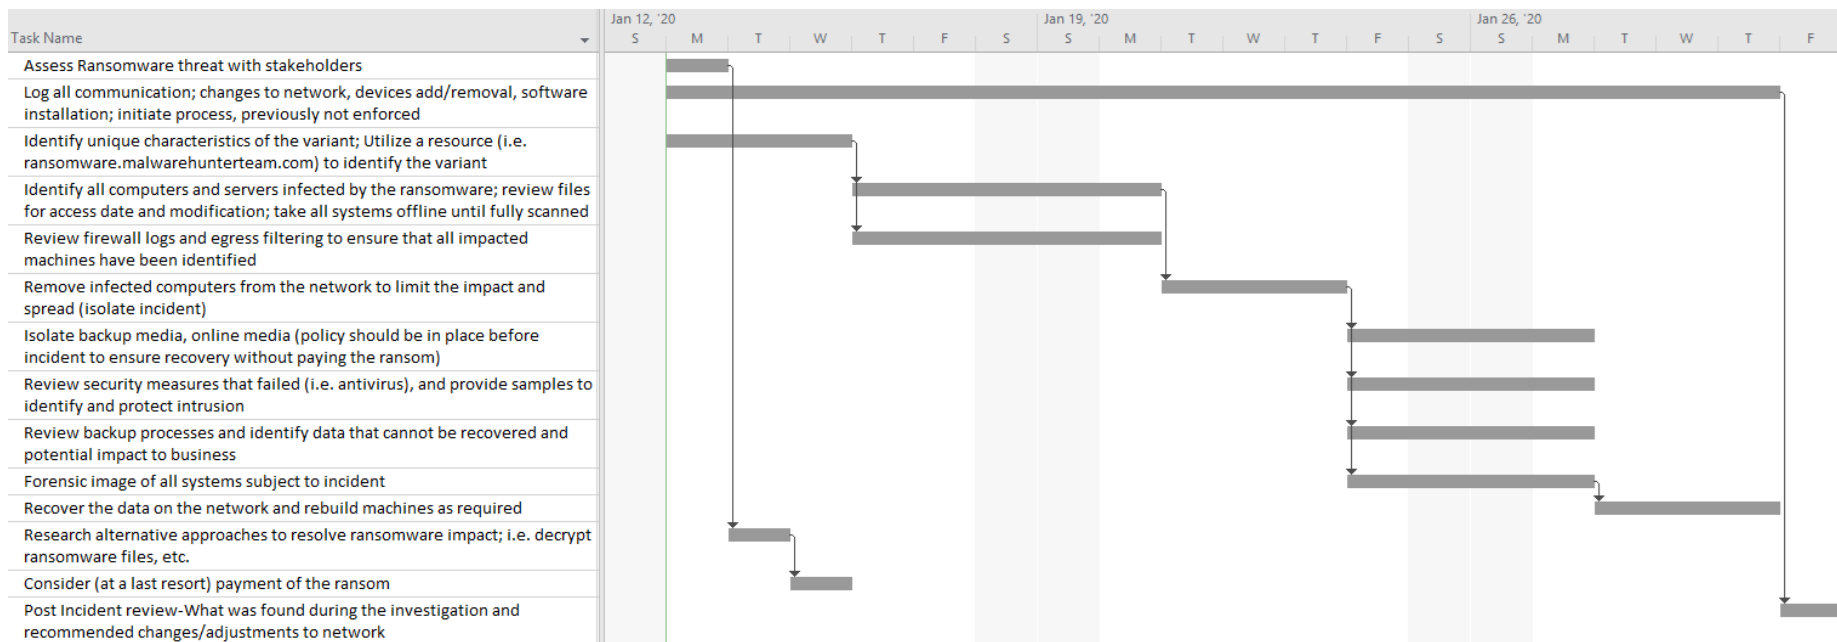 Jan 12, '20 Jan 19, '20 Jan 26, '20
Task Name S M T W T F S S M T W T F S S M T W T F
Assess Ransomware threat with stakeholders
Log all communication; changes to network, devices add/removal, software
installation; initiate process, previously not enforced
Identify unique characteristics of the variant; Utilize a resource (i.e.
ransomware.malwarehunterteam.com) to identify the variant
Identify all computers and servers infected by the ransomware; review files
for access date and modification; take all systems offline until fully scanned
Review firewall logs and egress filtering to ensure that all impacted
machines have been identified
Remove infected computers from the network to limit the impact and
spread (isolate incident)
Isolate backup media, online media (policy should be in place before
incident to ensure recovery without paying the ransom)
Review security measures that failed (i.e. antivirus), and provide samples to
identify and protect intrusion
Review backup processes and identify data that cannot be recovered and
potential impact to business
Forensic image of all systems subject to incident
Recover the data on the network and rebuild machines as required
Research alternative approaches to resolve ransomware impact; i.e. decrypt
ransomware files, etc.
Consider (at a last resort) payment of the ransom
Post Incident review-What was found during the investigation and
recommended changes/adjustments to network